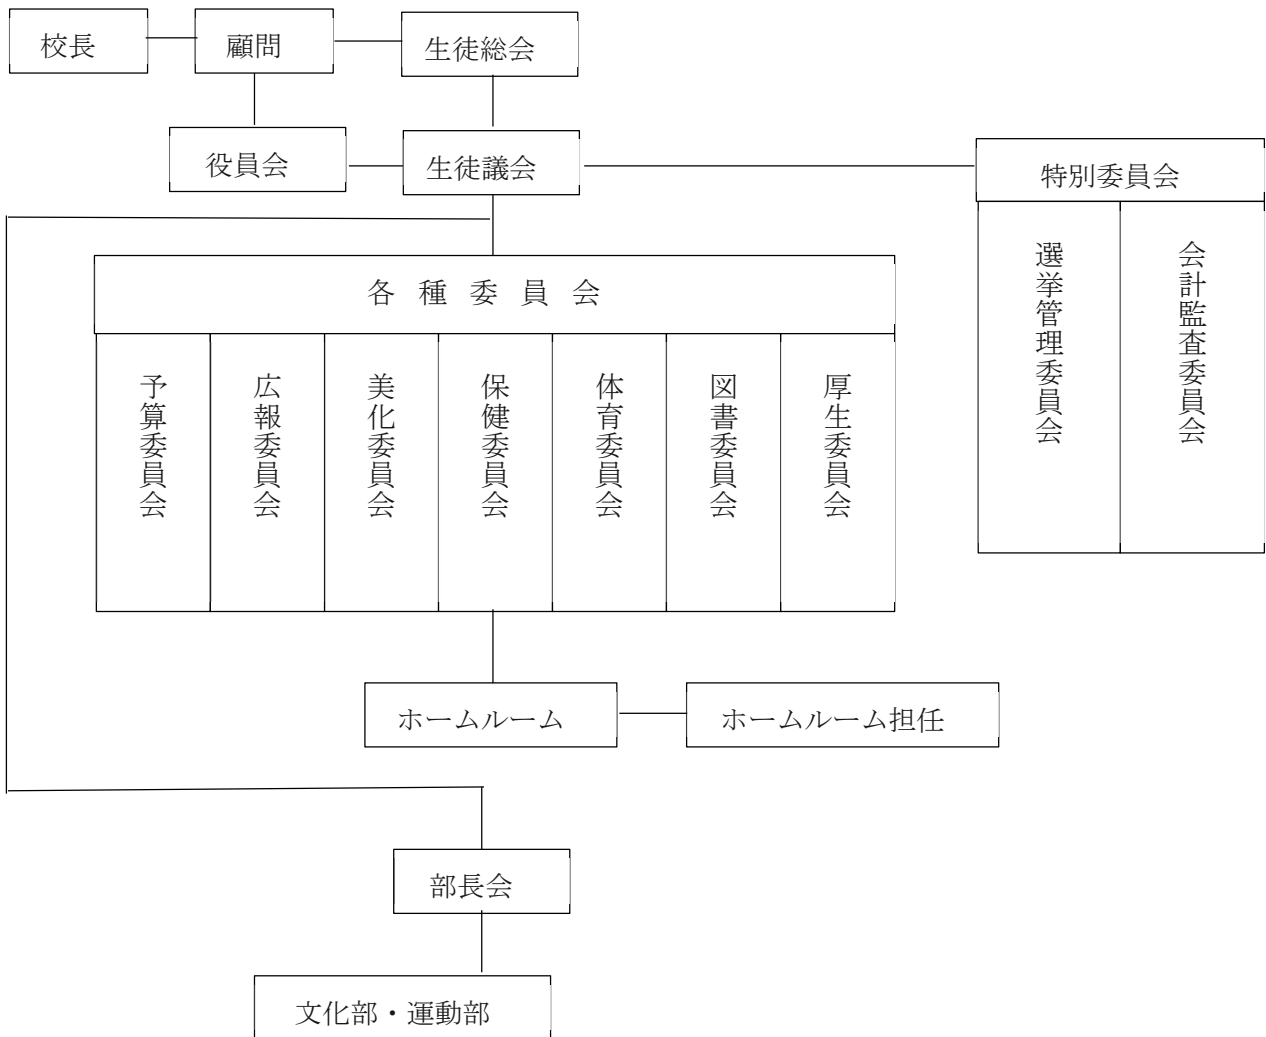 校長
顧問
生徒総会
役員会
生徒議会
特別委員会
選挙管理委員会
会計監査委員会
各種委員会
予算委員会
広報委員会
美化委員会
保健委員会
体育委員会
図書委員会
厚生委員会
ホームルーム
ホームルーム担任
部長会
文化部・運動部